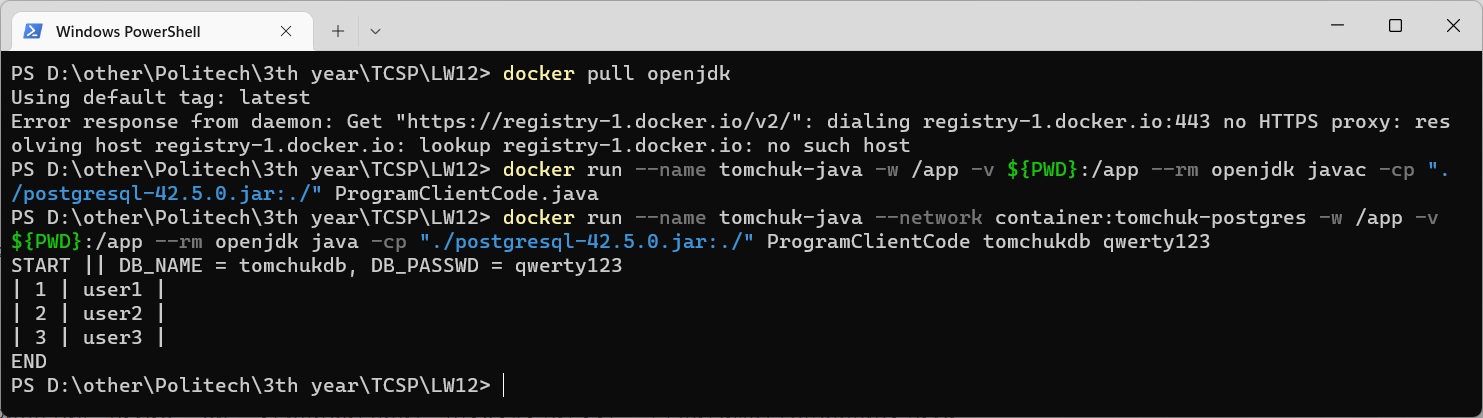 Windows PowerShell
PS D:\other\Politech\3th year\TCSP\LW12> docker pull openjdk
Using default tag: latest
Error response from daemon: Get "https://registry-1.docker.io/v2/": dialing registry-1.docker.io:443 no HTTPS proxy: res
olving host registry-1.docker.io: lookup registry-1.docker.io: no such host
PS D:\other\Politech\3th year\TCSP\LW12> docker run --name tomchuk-java -w /app -v ${PWD}:/app --rm openjdk javac -cp ".
/postgresql-42.5.0.jar:./" ProgramClientCode.java
PS D:\other\Politech\3th year\TCSP\LW12> docker run --name tomchuk-java --network container:tomchuk-postgres -w /app -v
${PWD}:/app --rm openjdk java -cp "./postgresql-42.5.0.jar:./" ProgramClientCode tomchukdb qwerty123
START || DB_NAME = tomchukdb, DB_PASSWD = qwerty123
| 1 | user1 |
| 2 | user2 |
| 3 | user3 |
END
PS D:\other\Politech\3th year\TCSP\LW12>